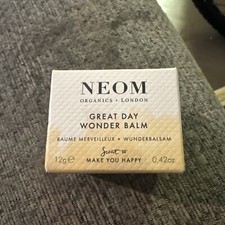 NEOM
ORGANICS • LONDON
GREAT DAY
WONDER BALM
BAUME MERVEILLEUX • WUNDERBALSAM
Scent to
12g e MAKE YOU HAPPY 0.42oz